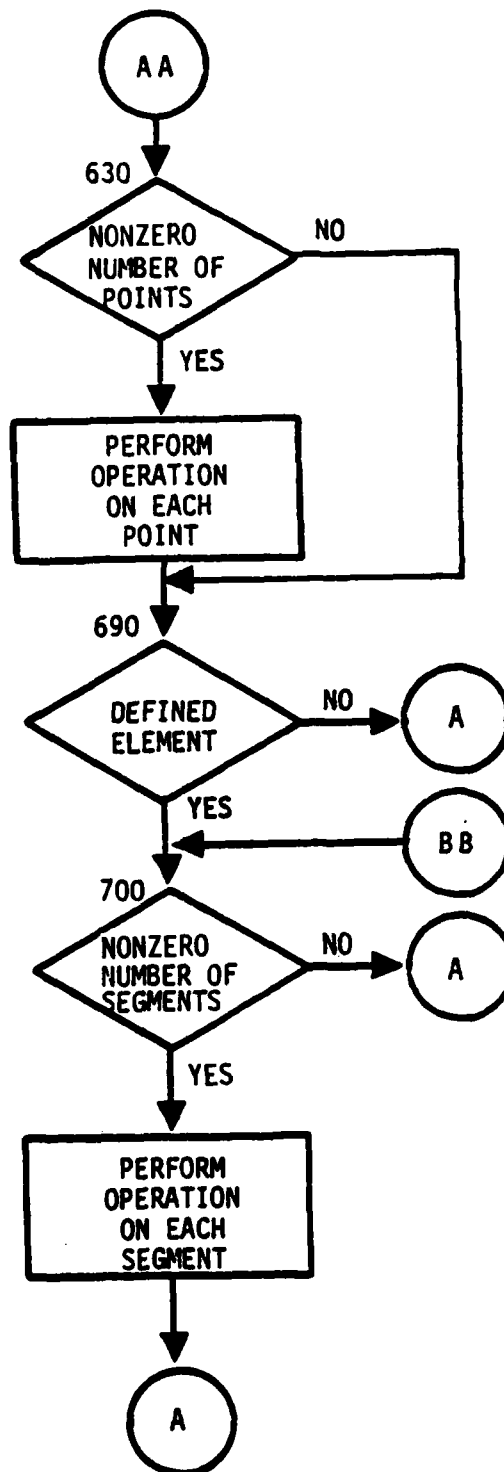 AA
630
NONZERO
NUMBER OF
POINTS
NO
YES
PERFORM
OPERATION
ON EACH
POINT
690
DEFINED
ELEMENT
NO
A
YES
BB
700
NONZERO
NUMBER OF
SEGMENTS
NO
A
YES
PERFORM
OPERATION
ON EACH
SEGMENT
A